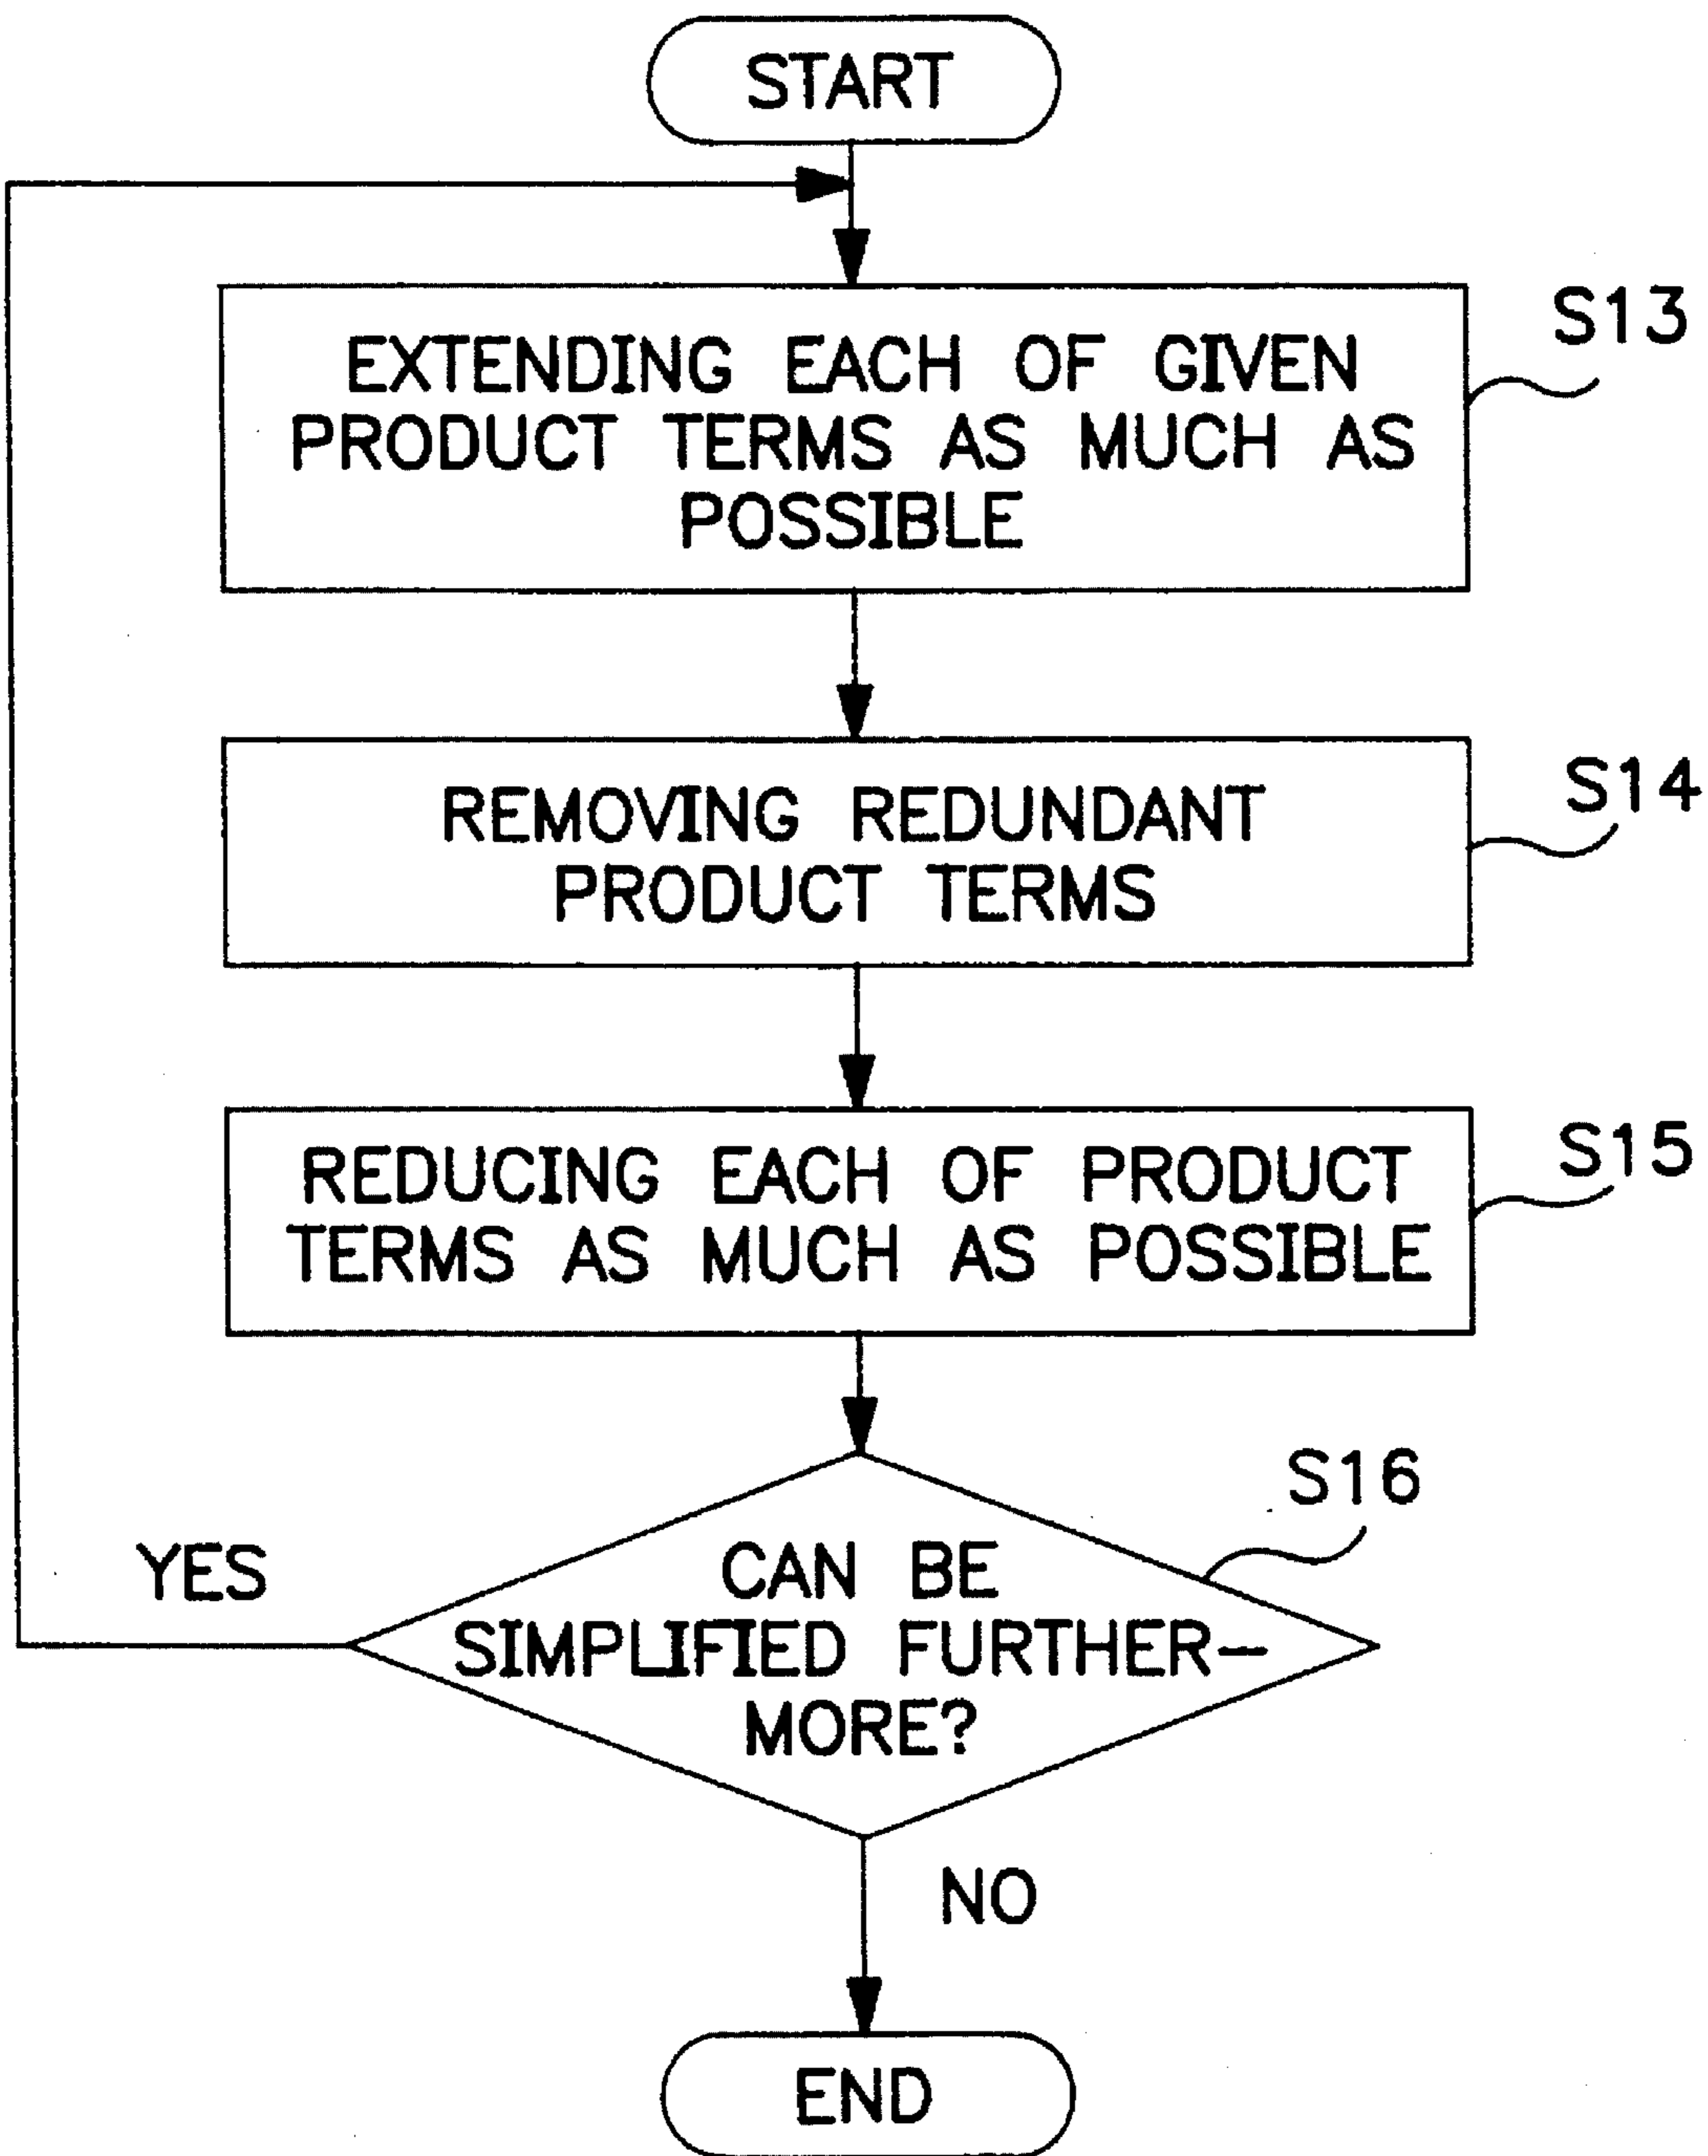 START
S13
EXTENDING EACH OF GIVEN
PRODUCT TERMS AS MUCH AS
POSSIBLE
S14
REMOVING REDUNDANT
PRODUCT TERMS
S15
REDUCING EACH OF PRODUCT
TERMS AS MUCH AS POSSIBLE
S16
YES
CAN BE
SIMPLIFIED FURTHER-
MORE?
NO
END